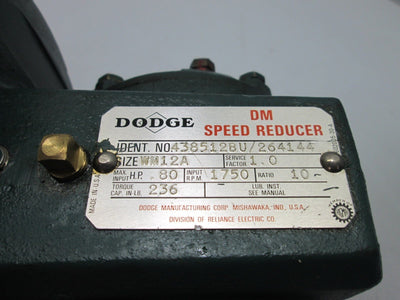 DODGE
DM
SPEED REDUCER
IDENT. NO 438512BU/264144
SIZE WM12A SERVICE FACTOR 1.0
MAX. INPUT H.P. .80 INPUT R.P.M. 1750 RATIO 10-
TORQUE CAP. IN-LB. 236 LUB. INST. SEE MANUAL
DODGE MANUFACTURING CORP. MISHAWAKA, IND., U.S.A.
DIVISION OF RELIANCE ELECTRIC CO.
MADE IN U.S.A.